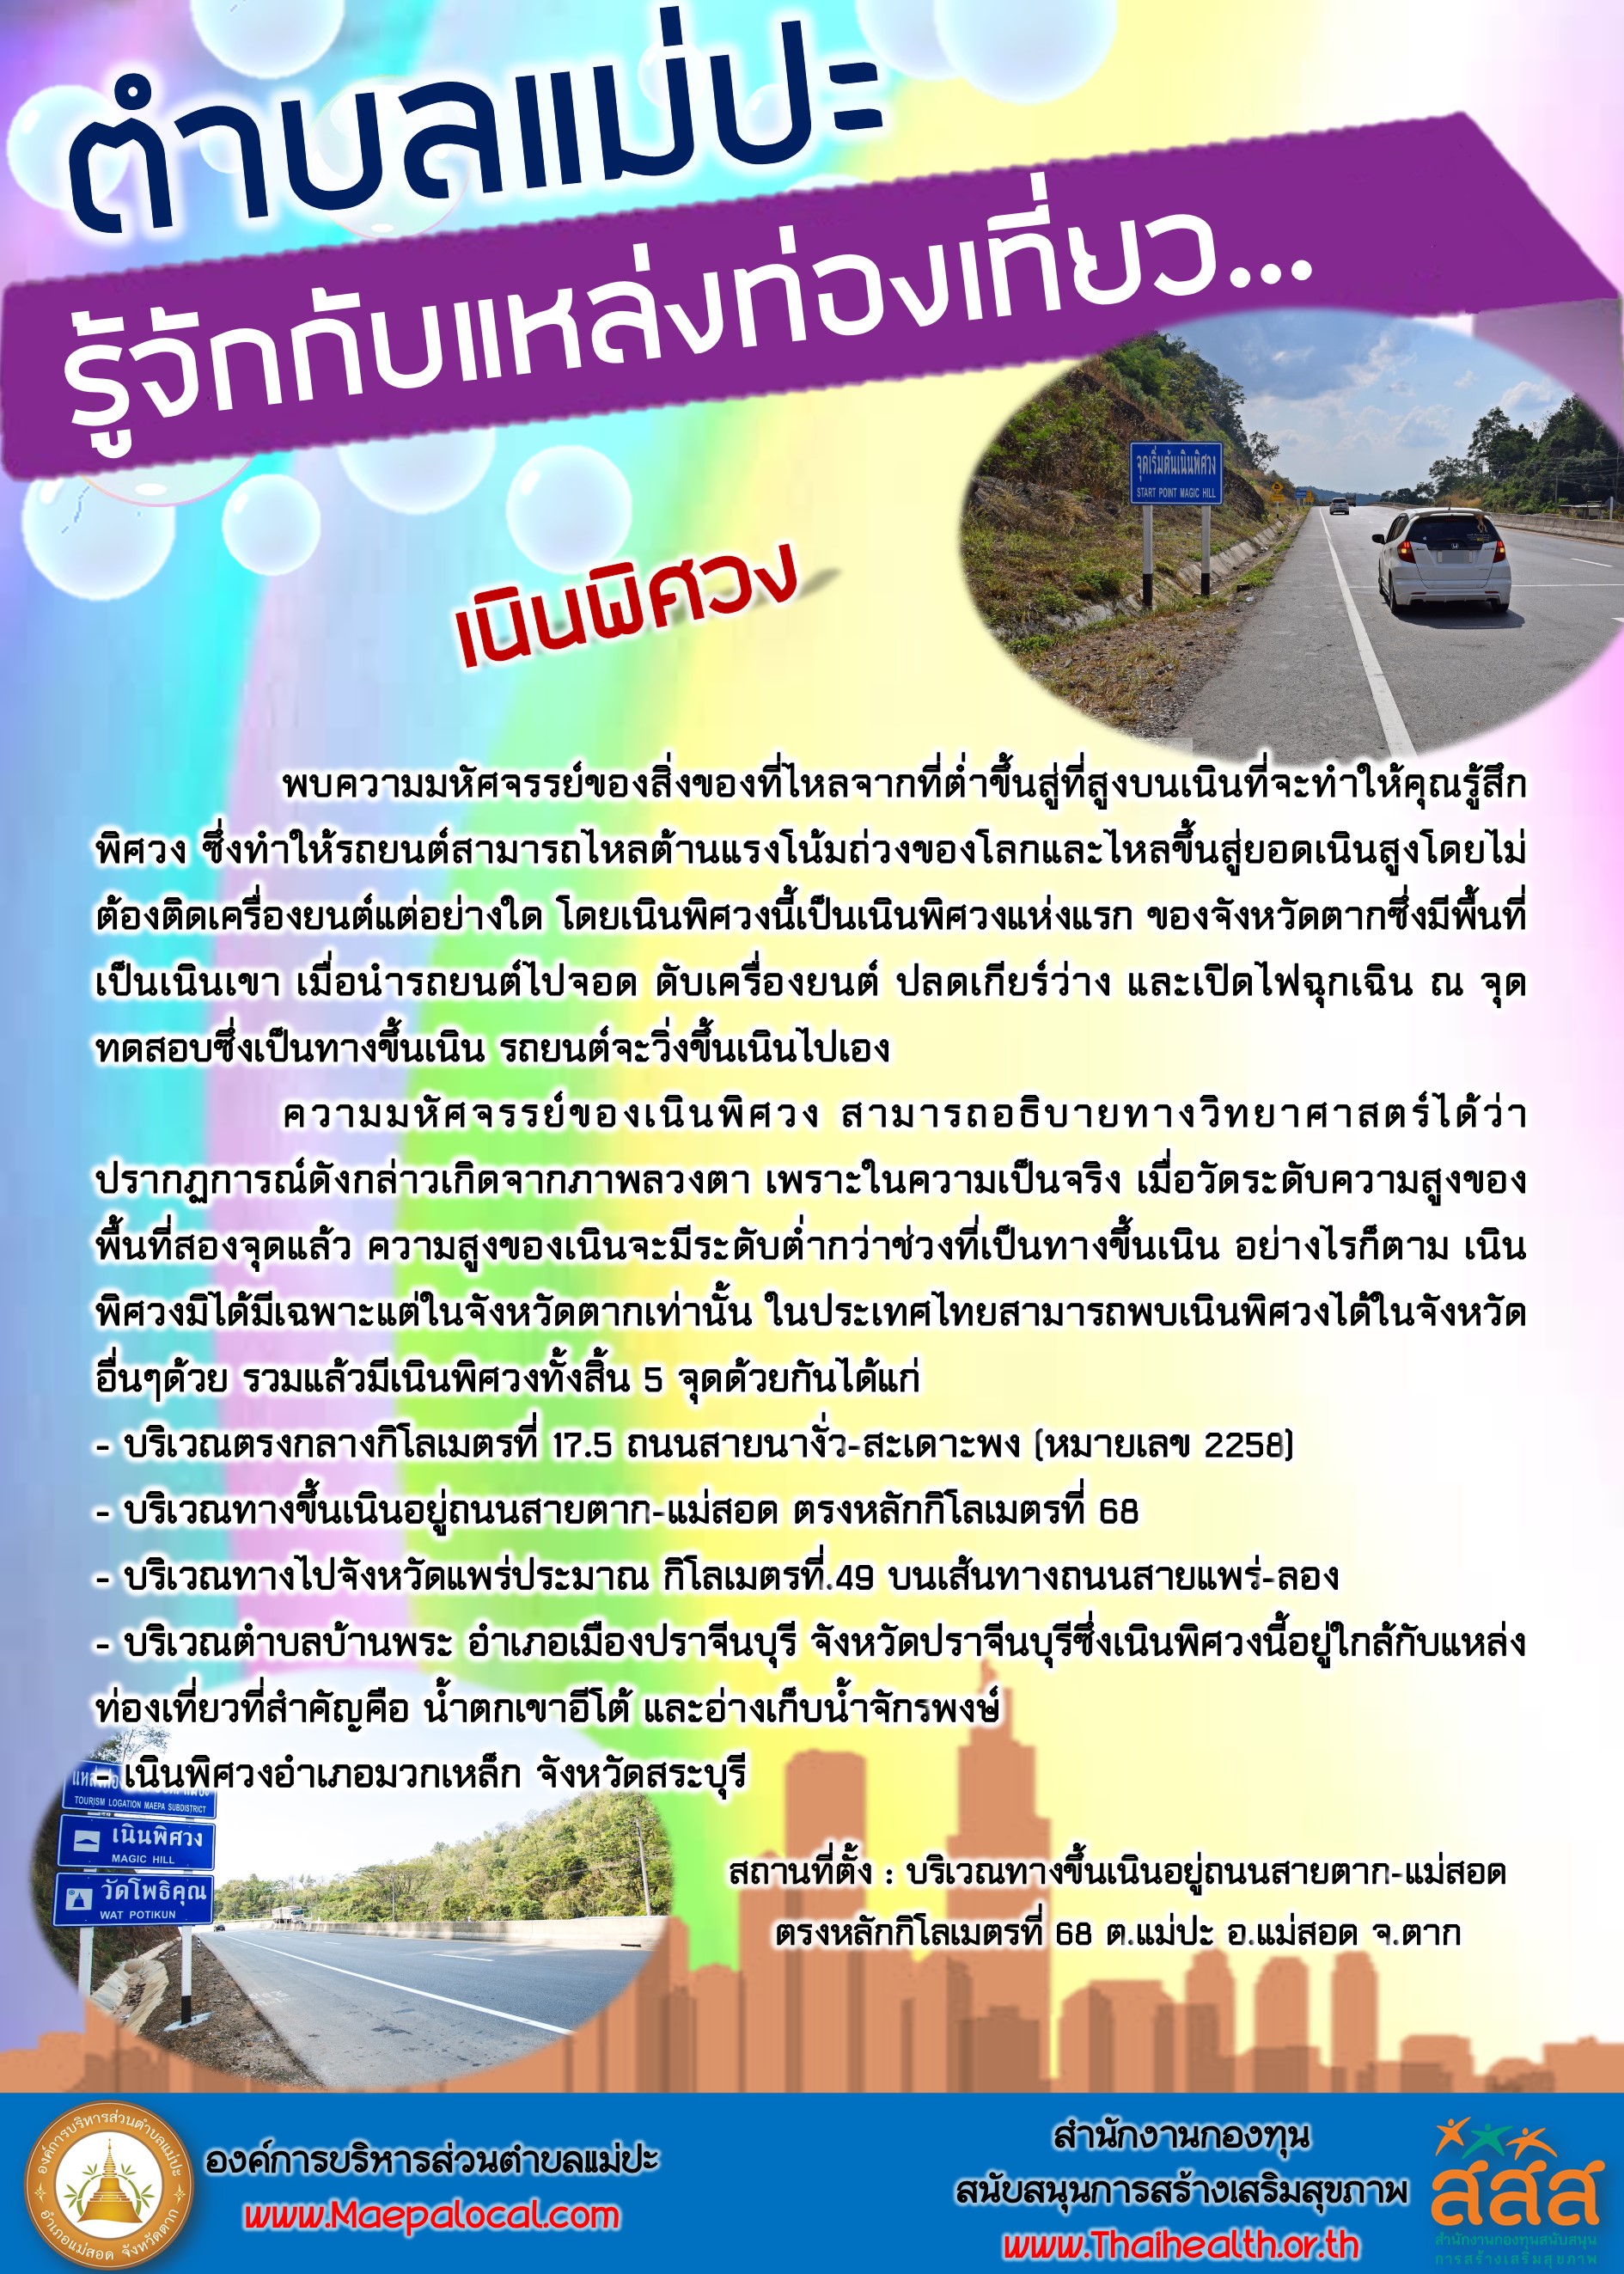 ตำบลแม่ปะ
รู้จักกับแหล่งท่องเที่ยว...
จุดเริ่มต้นเนินพิศวง
START POINT MAGIC HILL
เนินพิศวง
พบความมหัศจรรย์ของสิ่งของที่ไหลจากที่ต่ำขึ้นสู่ที่สูงบนเนินที่จะทำให้คุณรู้สึก
พิศวง ซึ่งทำให้รถยนต์สามารถไหลต้านแรงโน้มถ่วงของโลกและไหลขึ้นสู่ยอดเนินสูงโดยไม่
ต้องติดเครื่องยนต์แต่อย่างใด โดยเนินพิศวงนี้เป็นเนินพิศวงแห่งแรก ของจังหวัดตากซึ่งมีพื้นที่
เป็นเนินเขา เมื่อนำรถยนต์ไปจอด ดับเครื่องยนต์ ปลดเกียร์ว่าง และเปิดไฟฉุกเฉิน ณ จุด
ทดสอบซึ่งเป็นทางขึ้นเนิน รถยนต์จะวิ่งขึ้นเนินไปเอง
ความมหัศจรรย์ของเนินพิศวง สามารถอธิบายทางวิทยาศาสตร์ได้ว่า
ปรากฏการณ์ดังกล่าวเกิดจากภาพลวงตา เพราะในความเป็นจริง เมื่อวัดระดับความสูงของ
พื้นที่สองจุดแล้ว ความสูงของเนินจะมีระดับต่ำกว่าช่วงที่เป็นทางขึ้นเนิน อย่างไรก็ตาม เนิน
พิศวงมิได้มีเฉพาะแต่ในจังหวัดตากเท่านั้น ในประเทศไทยสามารถพบเนินพิศวงได้ในจังหวัด
อื่นๆด้วย รวมแล้วมีเนินพิศวงทั้งสิ้น 5 จุดด้วยกันได้แก่
- บริเวณตรงกลางกิโลเมตรที่ 17.5 ถนนสายนางั่ว-สะเดาะพง (หมายเลข 2258)
- บริเวณทางขึ้นเนินอยู่ถนนสายตาก-แม่สอด ตรงหลักกิโลเมตรที่ 68
- บริเวณทางไปจังหวัดแพร่ประมาณ กิโลเมตรที่.49 บนเส้นทางถนนสายแพร่-ลอง
- บริเวณตำบลบ้านพระ อำเภอเมืองปราจีนบุรี จังหวัดปราจีนบุรีซึ่งเนินพิศวงนี้อยู่ใกล้กับแหล่ง
ท่องเที่ยวที่สำคัญคือ น้ำตกเขาอีโต้ และอ่างเก็บน้ำจักรพงษ์
- เนินพิศวงอำเภอมวกเหล็ก จังหวัดสระบุรี
TOURISM LOGATION MAEPA SUBDISTRICT
เนินพิศวง
MAGIC HILL
วัดโพธิคุณ
WAT POTIKUN
สถานที่ตั้ง : บริเวณทางขึ้นเนินอยู่ถนนสายตาก-แม่สอด
ตรงหลักกิโลเมตรที่ 68 ต.แม่ปะ อ.แม่สอด จ.ตาก
องค์การบริหารส่วนตำบลแม่ปะ
อำเภอแม่สอด จังหวัดตาก
องค์การบริหารส่วนตำบลแม่ปะ
www.Maepalocal.com
สำนักงานกองทุน
สนับสนุนการสร้างเสริมสุขภาพ
www.Thaihealth.or.th
สสส
สำนักงานกองทุนสนับสนุน
การสร้างเสริมสุขภาพ